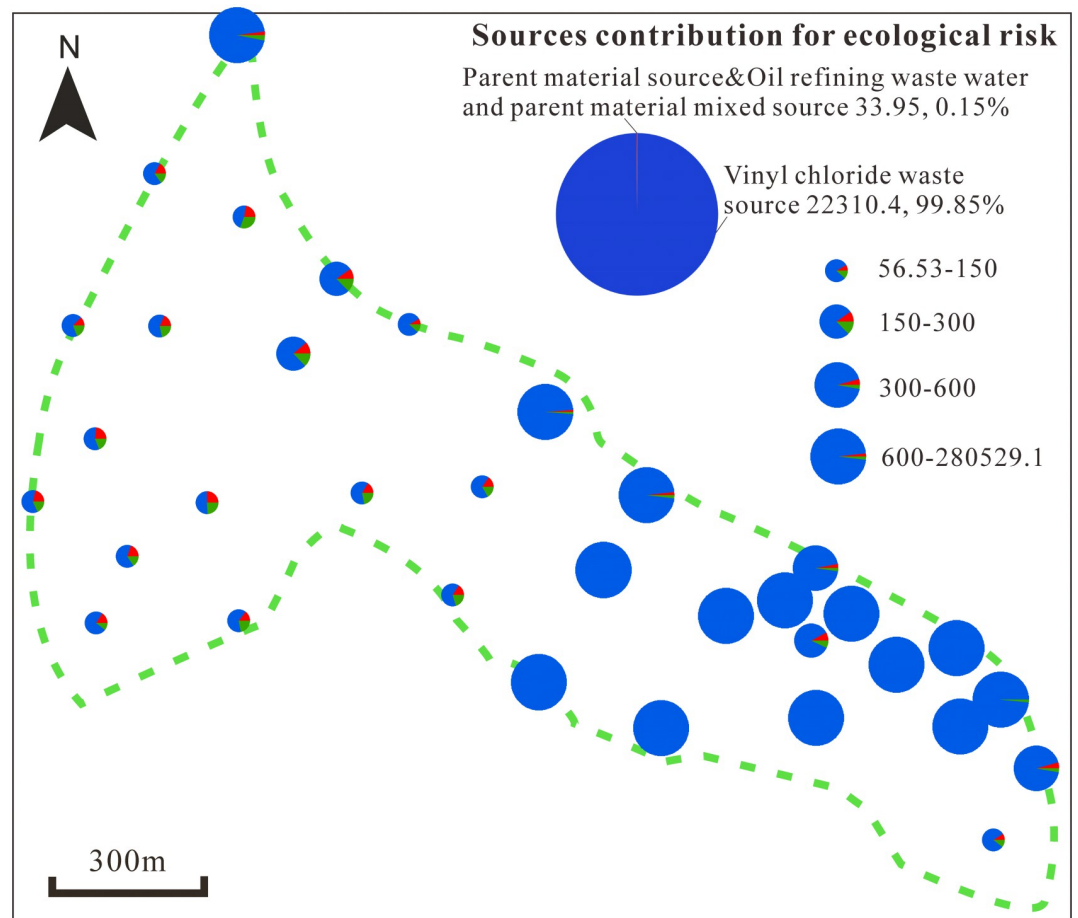 N
Sources contribution for ecological risk
Parent material source&Oil refining waste water
and parent material mixed source 33.95, 0.15%
Vinyl chloride waste
source 22310.4, 99.85%
56.53-150
150-300
300-600
600-280529.1
300m